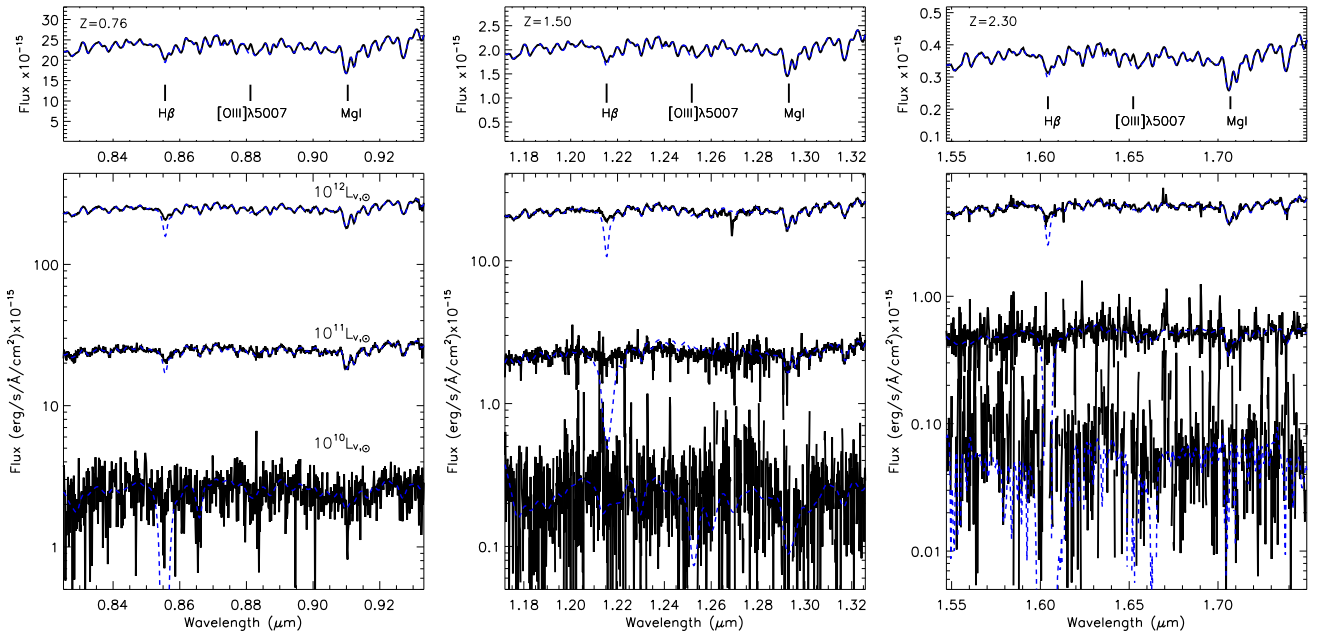 Z=0.76
Flux ×10⁻¹⁵
30
25
20
15
10
5
Hβ
[OIII]λ5007
MgI
0.84
0.86
0.88
0.90
0.92
Z=1.50
Flux ×10⁻¹⁵
2.5
2.0
1.5
1.0
0.5
Hβ
[OIII]λ5007
MgI
1.18
1.20
1.22
1.24
1.26
1.28
1.30
1.32
Z=2.30
Flux ×10⁻¹⁵
0.5
0.4
0.3
0.2
0.1
Hβ
[OIII]λ5007
MgI
1.55
1.60
1.65
1.70
Flux (erg/s/Å/cm²)×10⁻¹⁵
100
10
1
10¹²Lᵥ,☉
10¹¹Lᵥ,☉
10¹⁰Lᵥ,☉
0.84
0.86
0.88
0.90
0.92
Wavelength (μm)
Flux (erg/s/Å/cm²)×10⁻¹⁵
10.0
1.0
0.1
1.18
1.20
1.22
1.24
1.26
1.28
1.30
1.32
Wavelength (μm)
Flux (erg/s/Å/cm²)×10⁻¹⁵
1.00
0.10
0.01
1.55
1.60
1.65
1.70
Wavelength (μm)